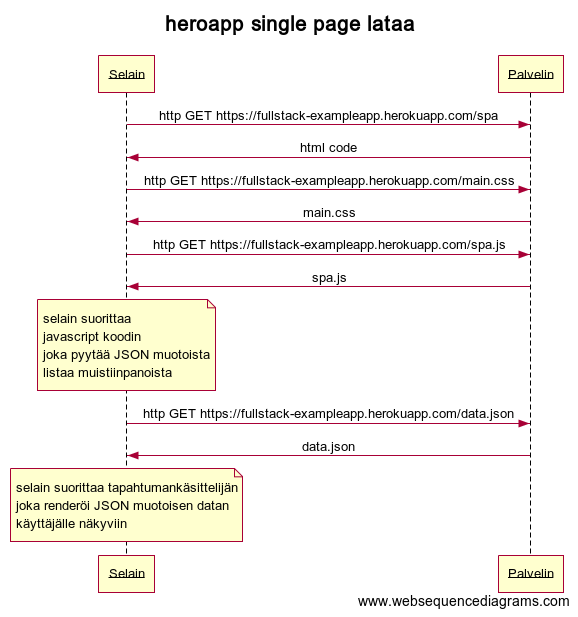 heroapp single page lataa
Selain
Palvelin
http GET https://fullstack-exampleapp.herokuapp.com/spa
html code
http GET https://fullstack-exampleapp.herokuapp.com/main.css
main.css
http GET https://fullstack-exampleapp.herokuapp.com/spa.js
spa.js
selain suorittaa
javascript koodin
joka pyytää JSON muotoista
listaa muistiinpanoista
http GET https://fullstack-exampleapp.herokuapp.com/data.json
data.json
selain suorittaa tapahtumankäsittelijän
joka renderöi JSON muotoisen datan
käyttäjälle näkyviin
Selain
Palvelin
www.websequencediagrams.com